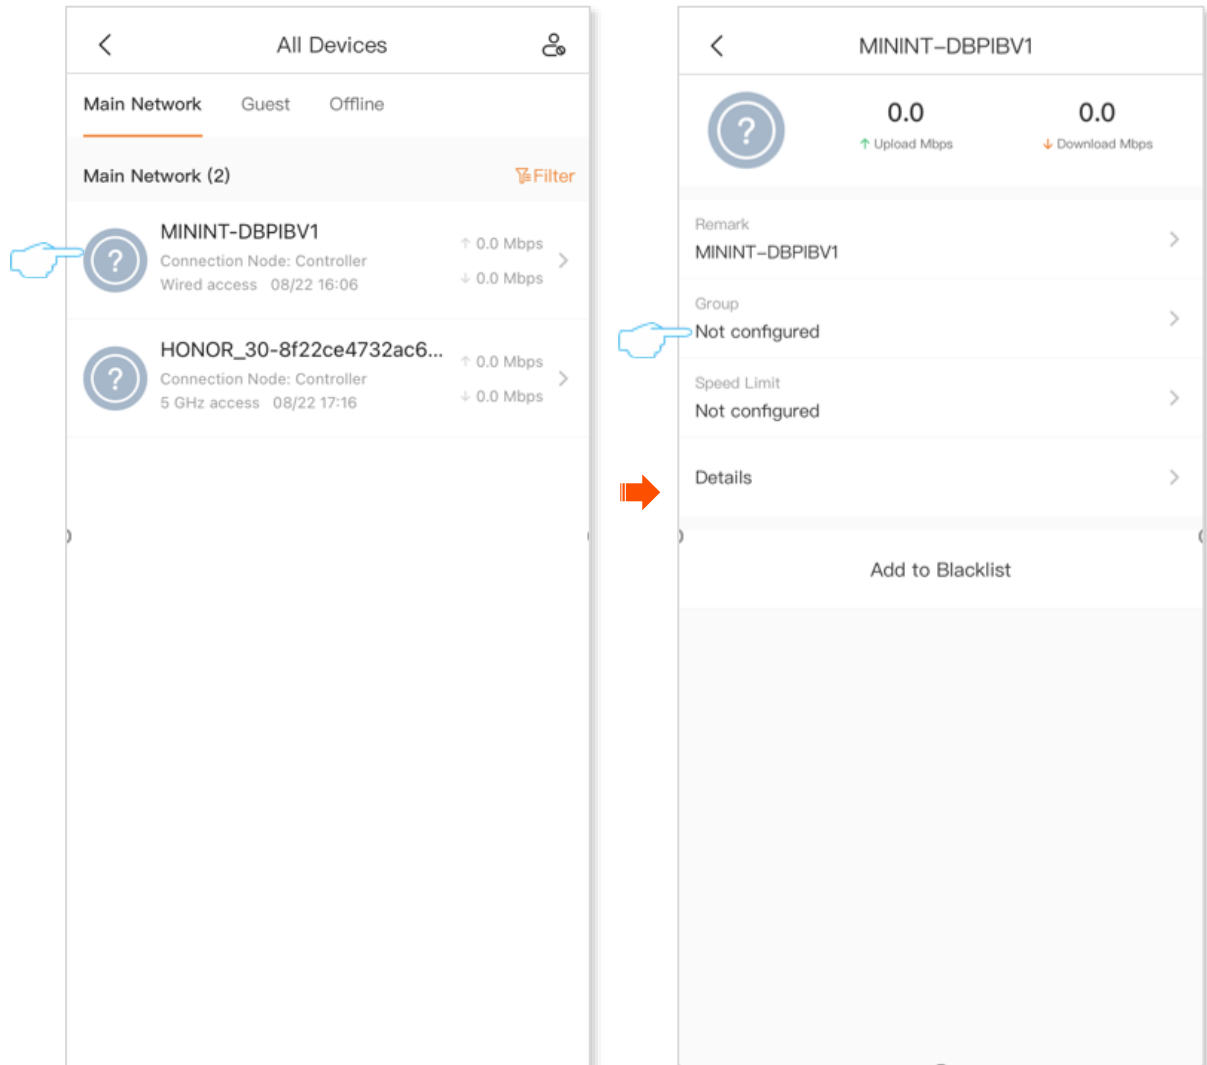 All Devices
Main Network Guest Offline
Main Network (2) Filter
MININT-DBPIBV1
Connection Node: Controller
Wired access 08/22 16:06
↑ 0.0 Mbps
↓ 0.0 Mbps
HONOR_30-8f22ce4732ac6...
Connection Node: Controller
5 GHz access 08/22 17:16
↑ 0.0 Mbps
↓ 0.0 Mbps
MININT-DBPIBV1
0.0 0.0
↑ Upload Mbps ↓ Download Mbps
Remark
MININT-DBPIBV1
Group
Not configured
Speed Limit
Not configured
Details
Add to Blacklist